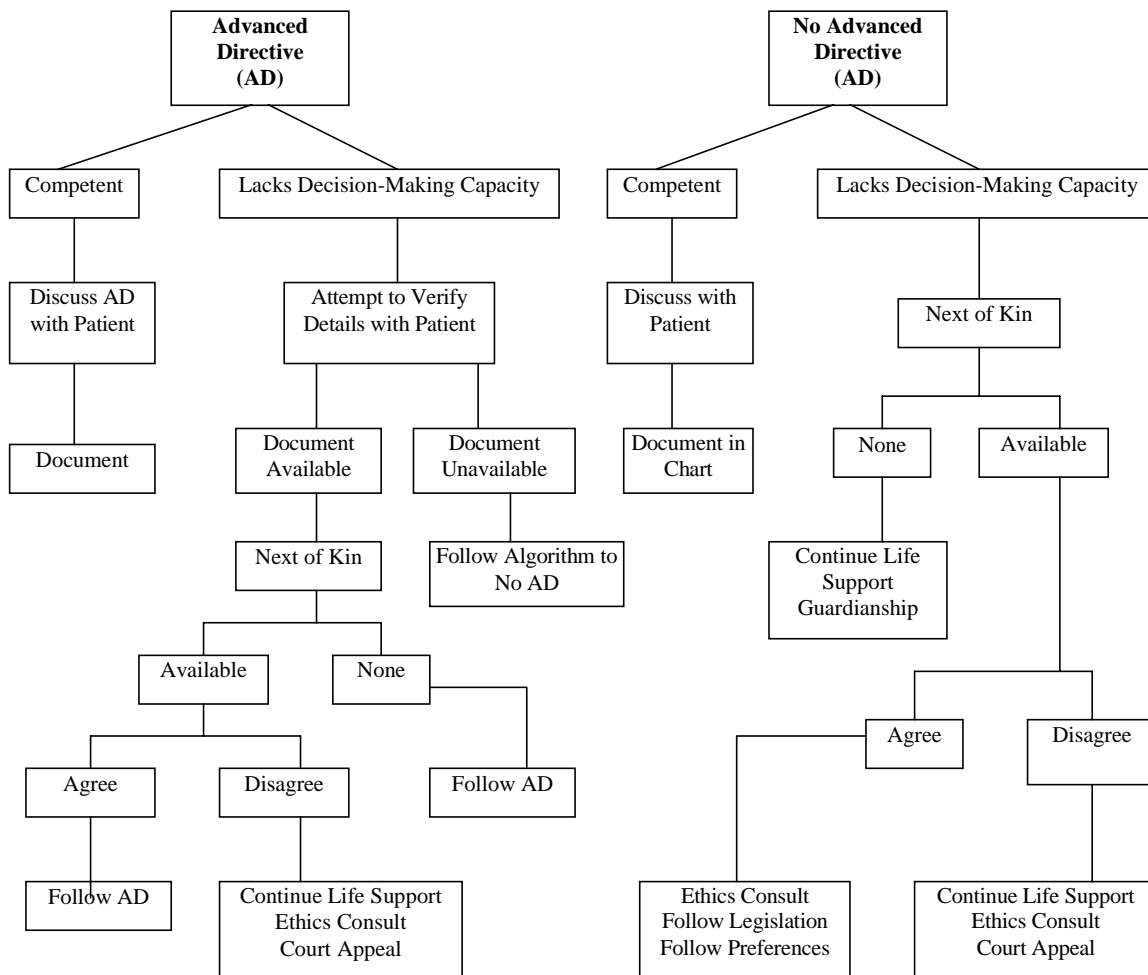 Advanced
Directive
(AD)
No Advanced
Directive
(AD)
Competent
Lacks Decision-Making Capacity
Competent
Lacks Decision-Making Capacity
Discuss AD
with Patient
Attempt to Verify
Details with Patient
Discuss with
Patient
Next of Kin
Document
Document
Available
Document
Unavailable
Document in
Chart
None
Available
Next of Kin
Follow Algorithm to
No AD
Continue Life
Support
Guardianship
Available
None
Agree
Disagree
Agree
Disagree
Follow AD
Follow AD
Continue Life Support
Ethics Consult
Court Appeal
Ethics Consult
Follow Legislation
Follow Preferences
Continue Life Support
Ethics Consult
Court Appeal